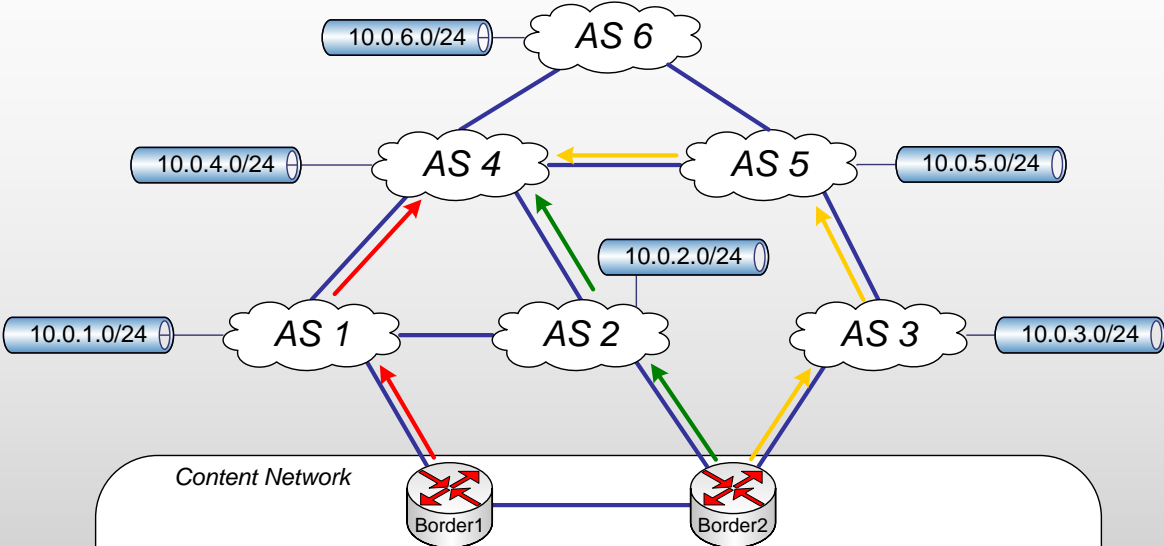 10.0.6.0/24
AS 6
10.0.4.0/24
AS 4
AS 5
10.0.5.0/24
10.0.2.0/24
10.0.1.0/24
AS 1
AS 2
AS 3
10.0.3.0/24
Content Network
Border1
Border2